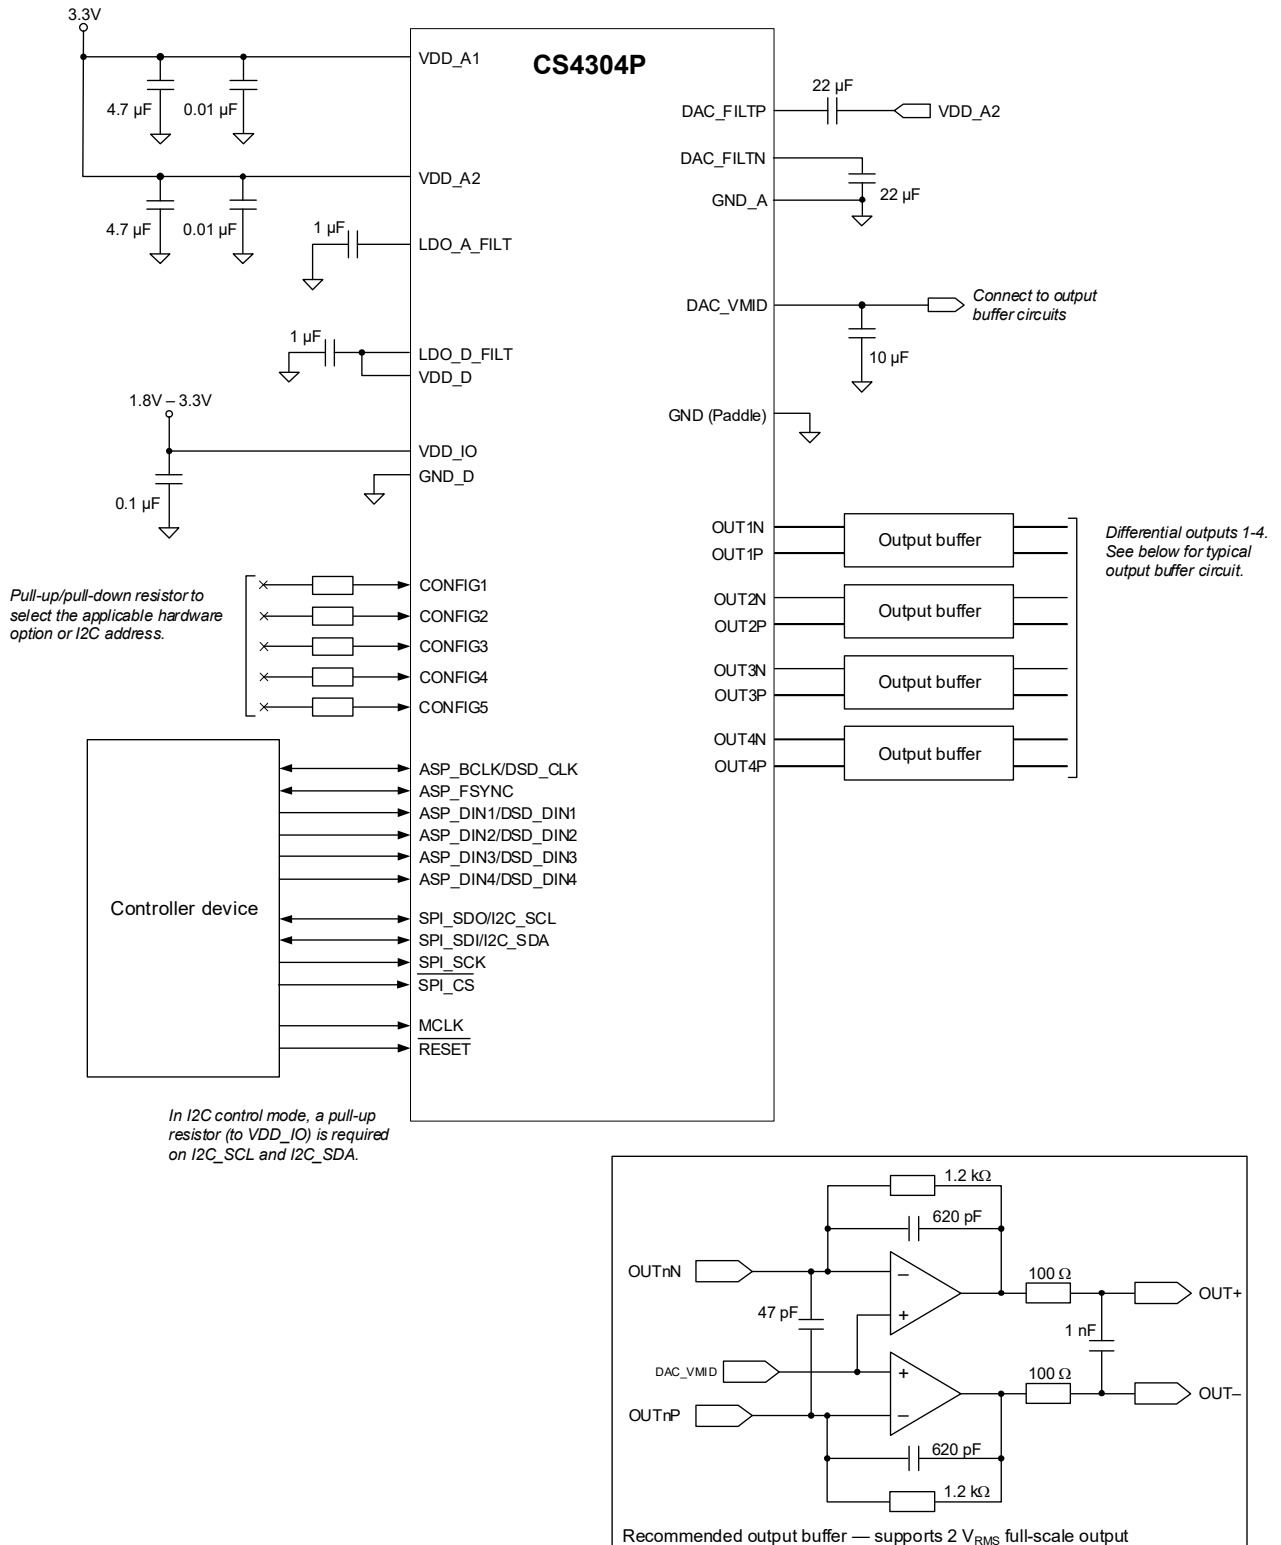 3.3V
CS4304P
VDD_A1
4.7 µF
0.01 µF
VDD_A2
4.7 µF
0.01 µF
1 µF
LDO_A_FILT
1 µF
LDO_D_FILT
VDD_D
1.8V – 3.3V
VDD_IO
GND_D
0.1 µF
Pull-up/pull-down resistor to
select the applicable hardware
option or I2C address.
CONFIG1
CONFIG2
CONFIG3
CONFIG4
CONFIG5
Controller device
ASP_BCLK/DSD_CLK
ASP_FSYNC
ASP_DIN1/DSD_DIN1
ASP_DIN2/DSD_DIN2
ASP_DIN3/DSD_DIN3
ASP_DIN4/DSD_DIN4
SPI_SDO/I2C_SCL
SPI_SDI/I2C_SDA
SPI_SCK
SPI_CS
MCLK
RESET
In I2C control mode, a pull-up
resistor (to VDD_IO) is required
on I2C_SCL and I2C_SDA.
22 µF
DAC_FILTP
VDD_A2
DAC_FILTN
22 µF
GND_A
DAC_VMID
Connect to output
buffer circuits
10 µF
GND (Paddle)
OUT1N
OUT1P
Output buffer
OUT2N
OUT2P
Output buffer
OUT3N
OUT3P
Output buffer
OUT4N
OUT4P
Output buffer
Differential outputs 1-4.
See below for typical
output buffer circuit.
1.2 kΩ
620 pF
OUTnN
−
+
100 Ω
OUT+
47 pF
1 nF
DAC_VMID
+
−
100 Ω
OUT–
OUTnP
620 pF
1.2 kΩ
Recommended output buffer — supports 2 VRMS full-scale output